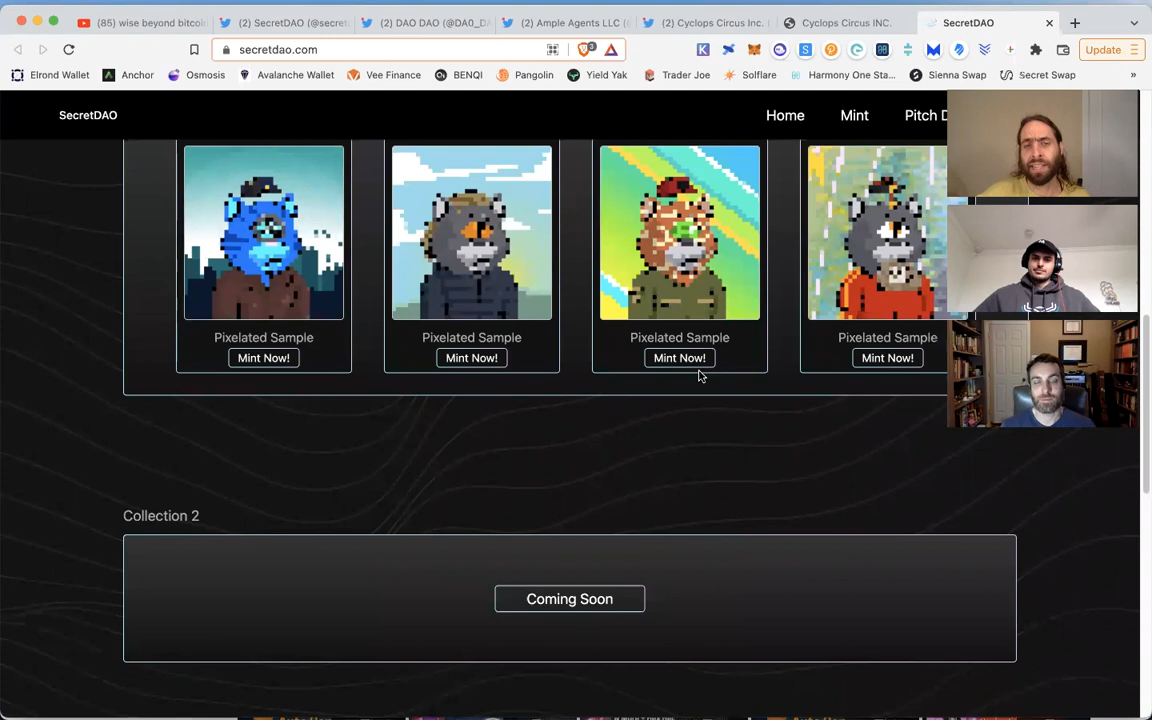 (85) wise beyond bitcoin
(2) SecretDAO (@secret
(2) DAO DAO (@DA0_DA
(2) Ample Agents LLC (
(2) Cyclops Circus Inc. (
Cyclops Circus INC.
SecretDAO
secretdao.com
3
Update
Elrond Wallet
Anchor
Osmosis
Avalanche Wallet
Vee Finance
BENQI
Pangolin
Yield Yak
Trader Joe
Solflare
Harmony One Sta...
Sienna Swap
Secret Swap
SecretDAO
Home
Mint
Pitch D
Pixelated Sample
Mint Now!
Pixelated Sample
Mint Now!
Pixelated Sample
Mint Now!
Pixelated Sample
Mint Now!
Collection 2
Coming Soon